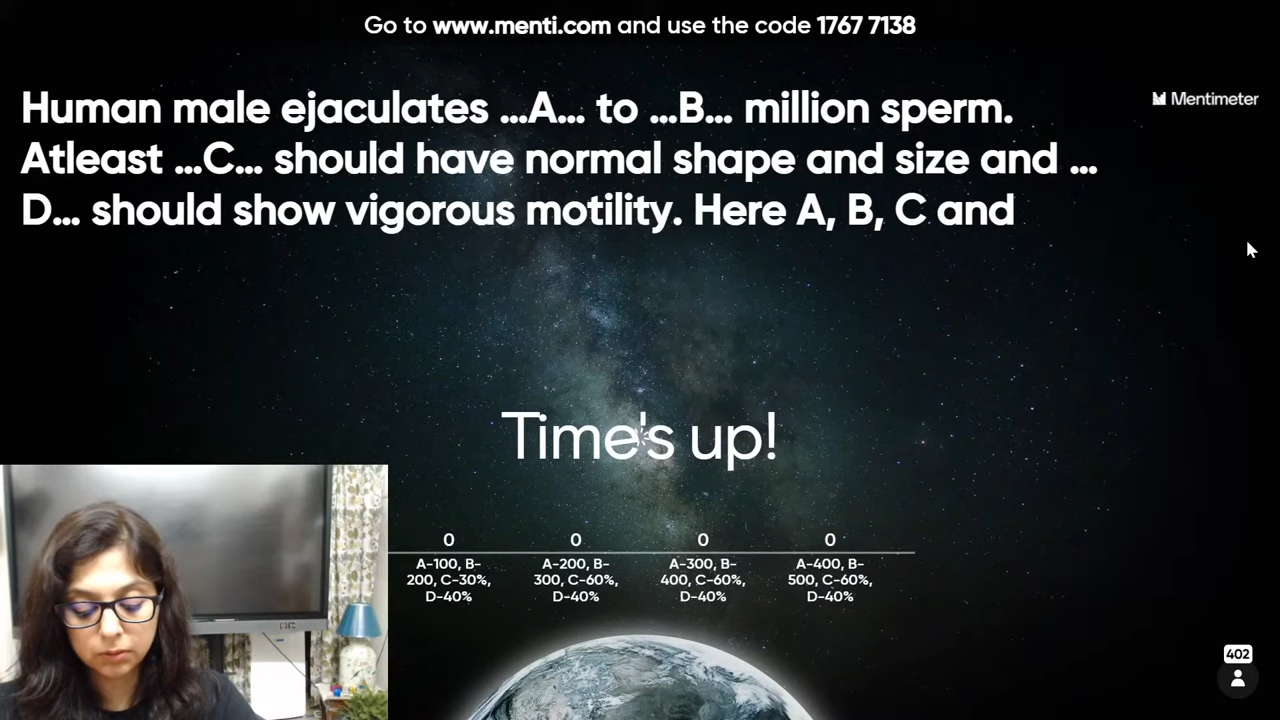 Go to www.menti.com and use the code 1767 7138
Mentimeter
Human male ejaculates ...A... to ...B... million sperm.
Atleast ...C... should have normal shape and size and ...
D... should show vigorous motility. Here A, B, C and
Time's up!
0
0
0
0
A-100, B-
200, C-30%,
D-40%
A-200, B-
300, C-60%,
D-40%
A-300, B-
400, C-60%,
D-40%
A-400, B-
500, C-60%,
D-40%
402